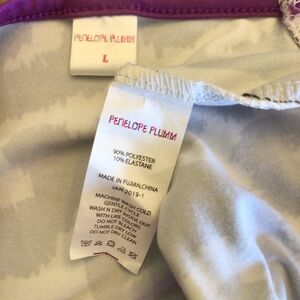 PENELOPE PLUMM
L
PENELOPE PLUMM
90% POLYESTER
10% ELASTANE
MADE IN FUJIAN,CHINA
JAN-2019-1
MACHINE WASH COLD
GENTLE CYCLE
WASH N DRY INSIDE OUT
WITH LIKE COLORS
DO NOT BLEACH
TUMBLE DRY LOW
DO NOT DRY CLEAN